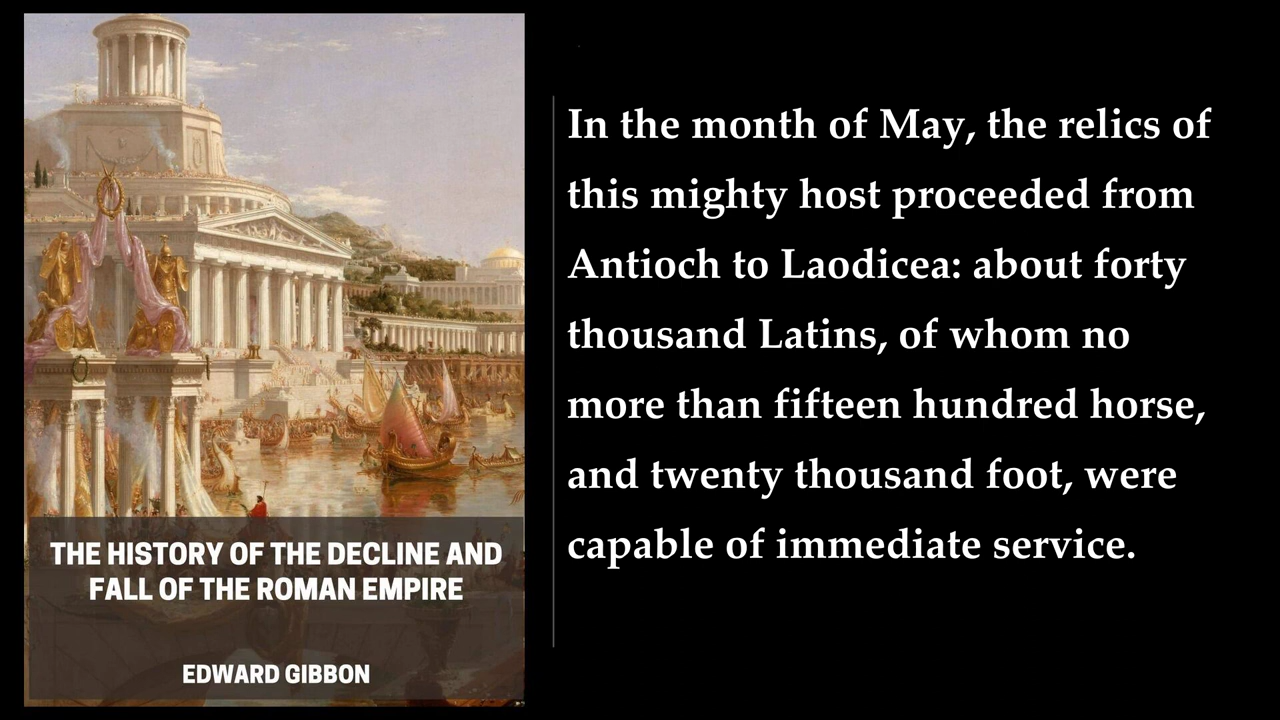 THE HISTORY OF THE DECLINE AND
FALL OF THE ROMAN EMPIRE
EDWARD GIBBON
In the month of May, the relics of
this mighty host proceeded from
Antioch to Laodicea: about forty
thousand Latins, of whom no
more than fifteen hundred horse,
and twenty thousand foot, were
capable of immediate service.